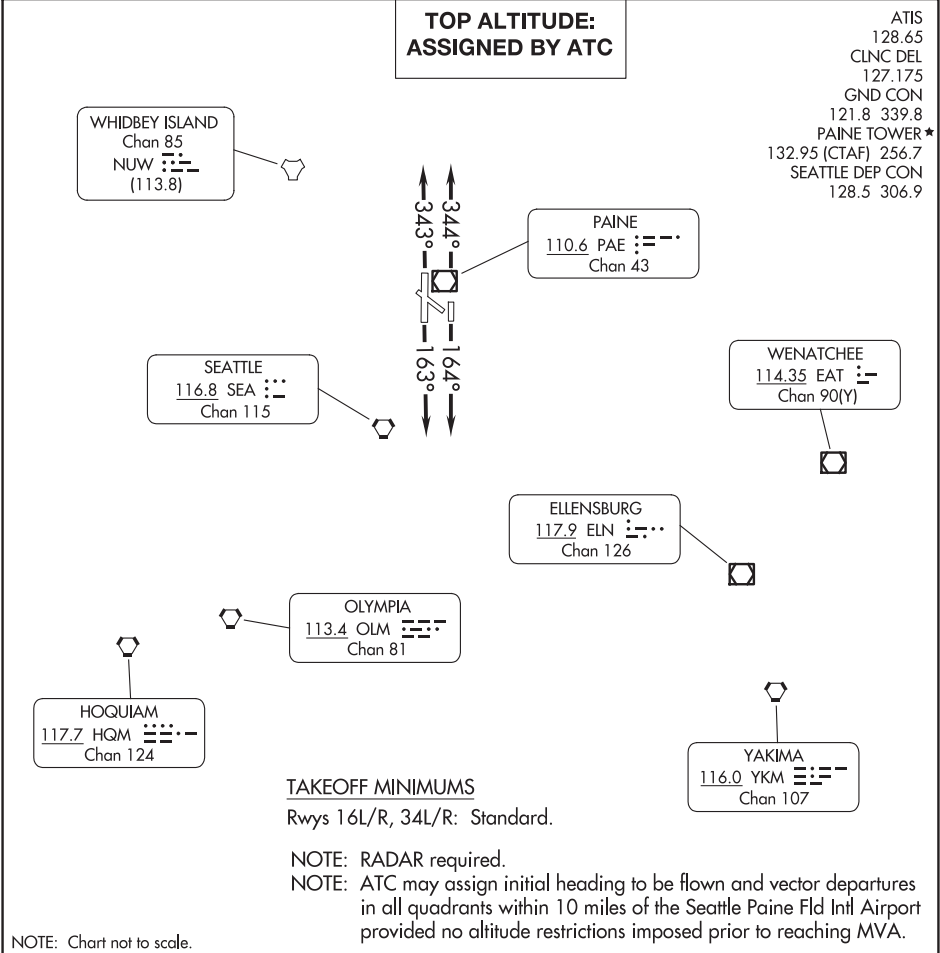 TOP ALTITUDE:
ASSIGNED BY ATC
ATIS
128.65
CLNC DEL
127.175
GND CON
121.8 339.8
PAINE TOWER★
132.95 (CTAF) 256.7
SEATTLE DEP CON
128.5 306.9
WHIDBEY ISLAND
Chan 85
NUW
(113.8)
343°
344°
163°
164°
PAINE
110.6 PAE
Chan 43
SEATTLE
116.8 SEA
Chan 115
WENATCHEE
114.35 EAT
Chan 90(Y)
ELLENSBURG
117.9 ELN
Chan 126
OLYMPIA
113.4 OLM
Chan 81
HOQUIAM
117.7 HQM
Chan 124
YAKIMA
116.0 YKM
Chan 107
TAKEOFF MINIMUMS
Rwys 16L/R, 34L/R: Standard.
NOTE: RADAR required.
NOTE: ATC may assign initial heading to be flown and vector departures
in all quadrants within 10 miles of the Seattle Paine Fld Intl Airport
provided no altitude restrictions imposed prior to reaching MVA.
NOTE: Chart not to scale.